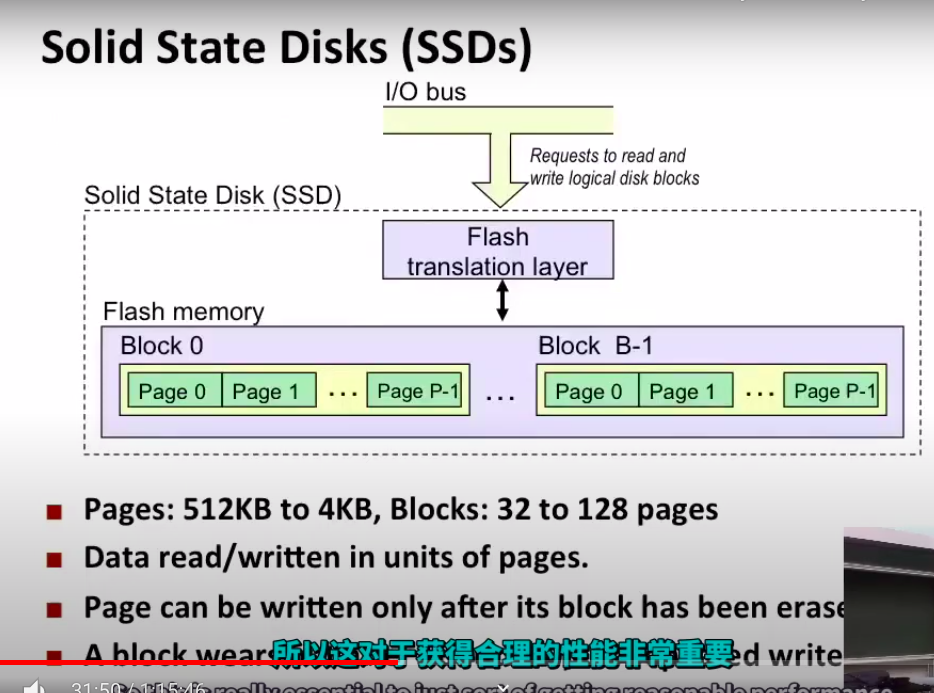 Solid State Disks (SSDs)
I/O bus
Requests to read and
write logical disk blocks
Solid State Disk (SSD)
Flash
translation layer
Flash memory
Block 0
Block B-1
Page 0 Page 1 ... Page P-1 ... Page 0 Page 1 ... Page P-1
■ Pages: 512KB to 4KB, Blocks: 32 to 128 pages
■ Data read/written in units of pages.
■ Page can be written only after its block has been erase
■ A block wears
所以这对于获得合理的性能非常重要
ed write
31:50 / 1:15:46
really essential to just sort of getting reasonable performance